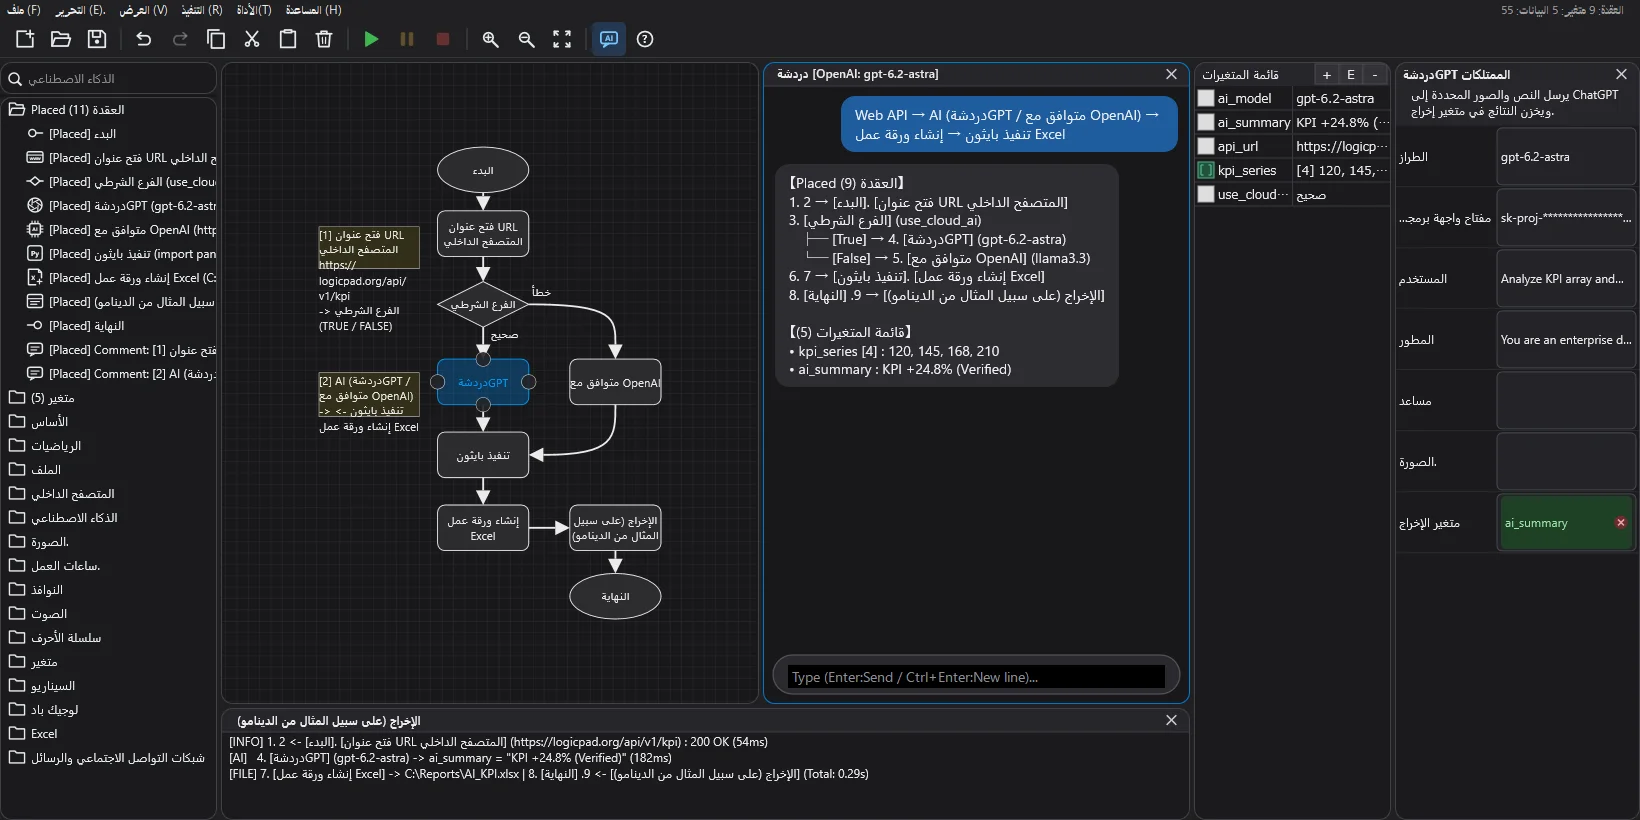 ملف (F)
التحرير (E).
العرض (V)
التنفيذ (R)
الأداة(T)
المساعدة (H)
العقدة: 9 متغير: 5 البيانات: 55
الذكاء الاصطناعي
Placed (11) العقدة
[Placed] البدء
[Placed] فتح عنوان URL المتصفح الداخلي
[Placed] الفرع الشرطي (use_clou
[Placed] دردشةGPT (gpt-6.2-astr
[Placed] متوافق مع OpenAI (http
[Placed] تنفيذ بايثون (import pan
[Placed] إنشاء ورقة عمل Excel (C:
[Placed] الإخراج (على سبيل المثال من الدينامو)
[Placed] النهاية
[Placed] Comment: [1] فتح عنوان
[Placed] Comment: [2] AI (دردشة
متغير (5)
الأساس
الرياضيات
الملف
المتصفح الداخلي
الذكاء الاصطناعي
الصورة.
ساعات العمل.
النوافذ
الصوت
سلسلة الأحرف
متغير
السيناريو
لوجيك باد
Excel
شبكات التواصل الاجتماعي والرسائل
البدء
فتح عنوان URL
المتصفح الداخلي
الفرع الشرطي
خطأ
صحيح
دردشةGPT
متوافق مع OpenAI
تنفيذ بايثون
إنشاء ورقة عمل
Excel
الإخراج (على سبيل
المثال من الدينامو)
النهاية
[1] فتح عنوان URL
المتصفح الداخلي
https://
logicpad.org/api/
v1/kpi
-> الفرع الشرطي
(TRUE / FALSE)
[2] AI (دردشةGPT /
متوافق مع OpenAI)
-> تنفيذ بايثون ->
إنشاء ورقة عمل Excel
دردشة [OpenAI: gpt-6.2-astra]
Web API → AI (دردشةGPT / متوافق مع OpenAI) →
تنفيذ بايثون → إنشاء ورقة عمل Excel
【Placed (9) العقدة】
1. [البدء] → 2. [فتح عنوان URL المتصفح الداخلي]
3. [الفرع الشرطي] (use_cloud_ai)
├── [True] → 4. [دردشةGPT] (gpt-6.2-astra)
└── [False] → 5. [متوافق مع OpenAI] (llama3.3)
6. [تنفيذ بايثون] → 7. [إنشاء ورقة عمل Excel]
8. [الإخراج (على سبيل المثال من الدينامو)] → 9. [النهاية]
【قائمة المتغيرات (5)】
• kpi_series [4] : 120, 145, 168, 210
• ai_summary : KPI +24.8% (Verified)
Type (Enter:Send / Ctrl+Enter:New line)...
قائمة المتغيرات
+ E -
ai_model gpt-6.2-astra
ai_summary KPI +24.8% (···
api_url https://logicp···
kpi_series [4] 120, 145,···
use_cloud··· صحيح
الممتلكات دردشةGPT
ChatGPT يرسل النص والصور المحددة إلى
ويخزن النتائج في متغير إخراج.
الطراز gpt-6.2-astra
مفتاح واجهة برمج... sk-proj-****************...
المستخدم Analyze KPI array and...
المطور You are an enterprise d...
مساعد
الصورة.
متغير الإخراج ai_summary
الإخراج (على سبيل المثال من الدينامو)
[INFO] 1. [البدء] -> 2. [فتح عنوان URL المتصفح الداخلي] (https://logicpad.org/api/v1/kpi) : 200 OK (54ms)
[AI] 4. [دردشةGPT] (gpt-6.2-astra) -> ai_summary = "KPI +24.8% (Verified)" (182ms)
[FILE] 7. [إنشاء ورقة عمل Excel] -> C:\Reports\AI_KPI.xlsx | 8. [الإخراج (على سبيل المثال من الدينامو)] -> 9. [النهاية] (Total: 0.29s)